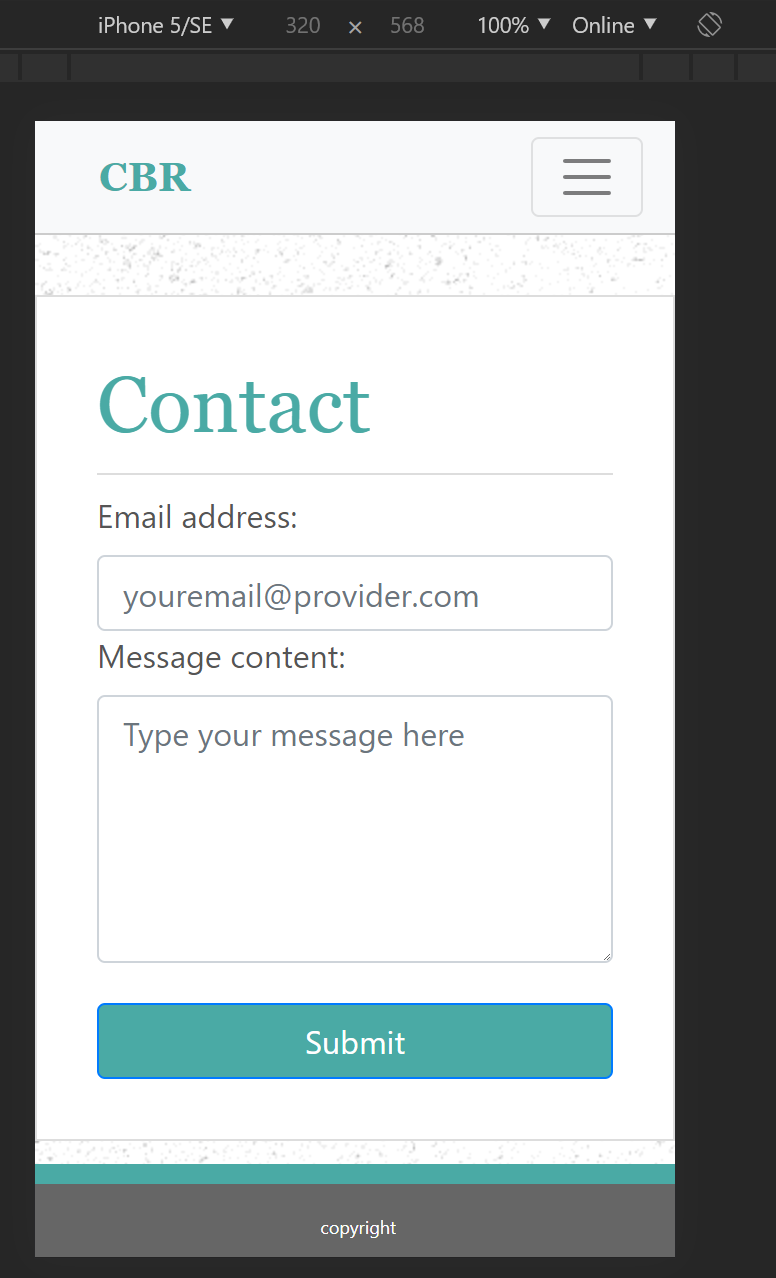 iPhone 5/SE ▼ 320 × 568 100% ▼ Online ▼
CBR
Contact
Email address:
youremail@provider.com
Message content:
Type your message here
Submit
copyright